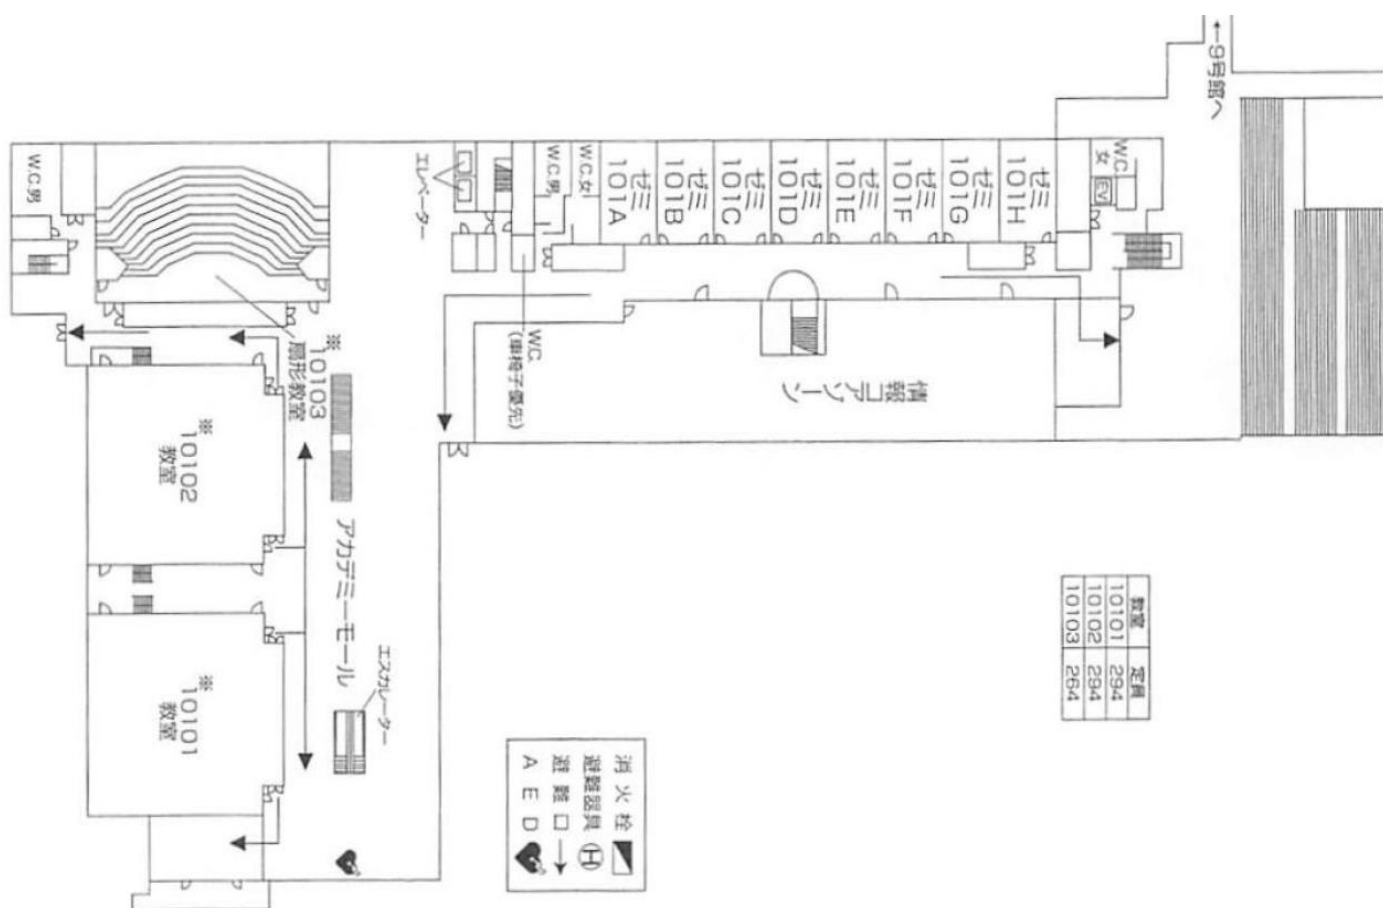 ←9号館へ
W.C.男
エレベーター
W.C.男
W.C.女
ゼミ
101A
ゼミ
101B
ゼミ
101C
ゼミ
101D
ゼミ
101E
ゼミ
101F
ゼミ
101G
ゼミ
101H
W.C.
女
EV
※
10103
扇形教室
W.C.
(車椅子優先)
情報コアゾーン
※
10102
教室
アカデミーモール
エスカレーター
※
10101
教室
教室 定員
10101 294
10102 294
10103 264
消火栓
避難器具 H
避難口→
AED